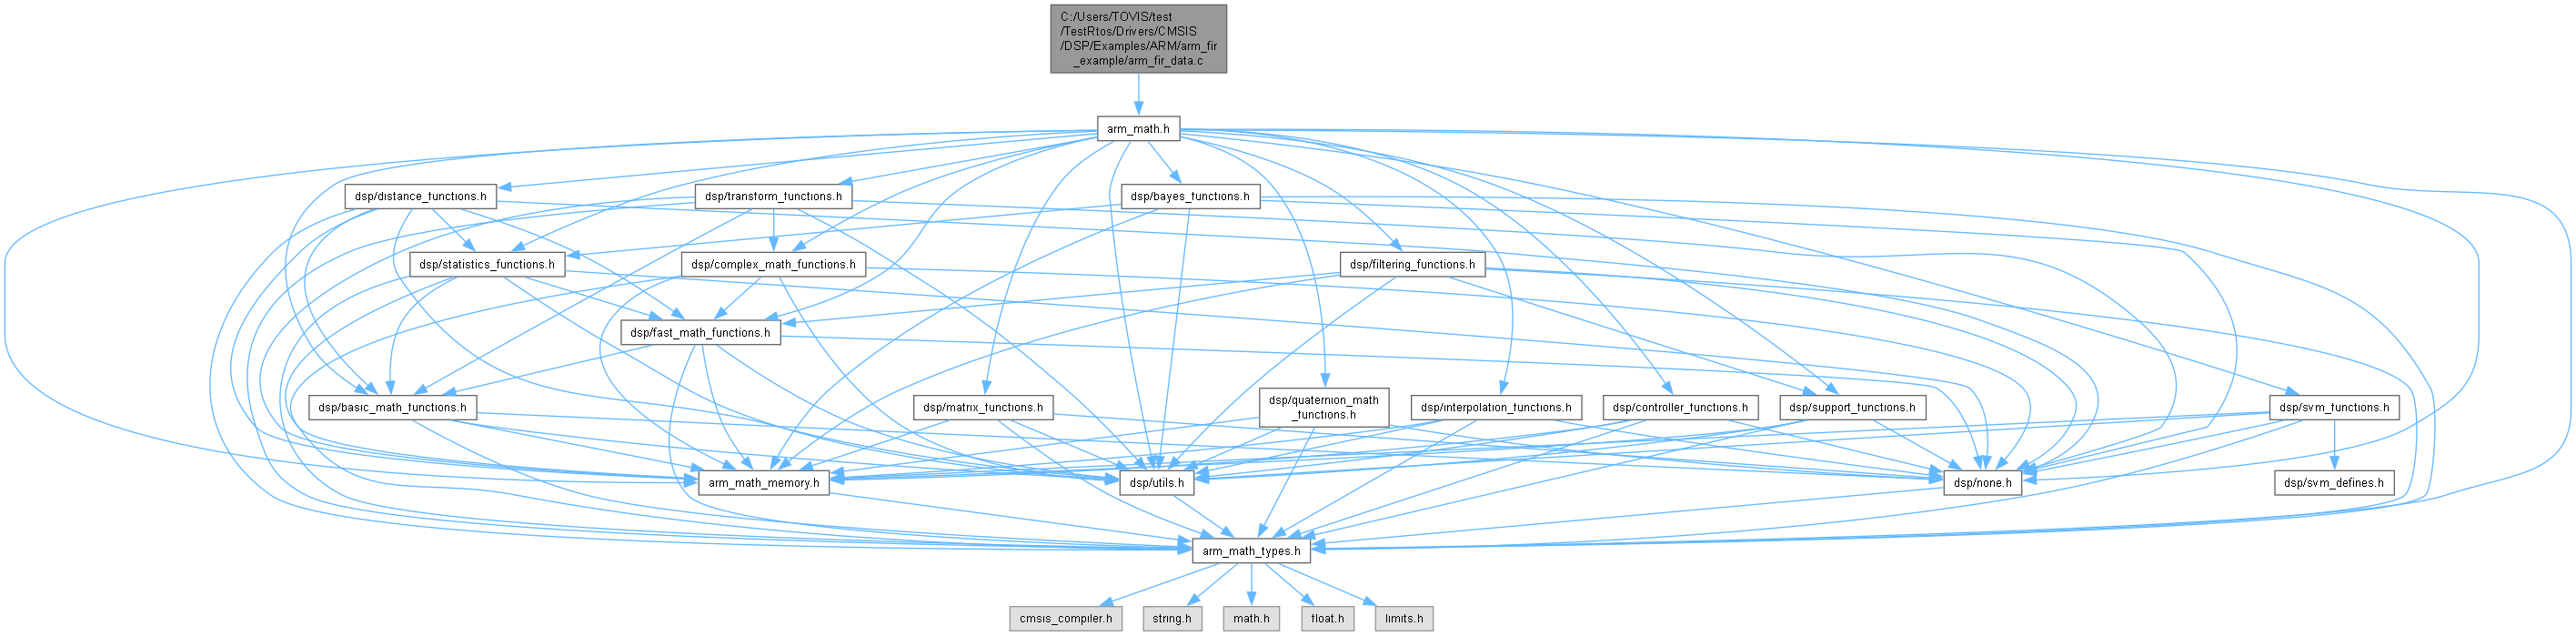 C:/Users/TOVIS/test
/TestRtos/Drivers/CMSIS
/DSP/Examples/ARM/arm_fir
_example/arm_fir_data.c
arm_math.h
dsp/distance_functions.h
dsp/transform_functions.h
dsp/bayes_functions.h
dsp/statistics_functions.h
dsp/complex_math_functions.h
dsp/filtering_functions.h
dsp/fast_math_functions.h
dsp/basic_math_functions.h
dsp/matrix_functions.h
dsp/quaternion_math
_functions.h
dsp/interpolation_functions.h
dsp/controller_functions.h
dsp/support_functions.h
dsp/svm_functions.h
arm_math_memory.h
dsp/utils.h
dsp/none.h
dsp/svm_defines.h
arm_math_types.h
cmsis_compiler.h
string.h
math.h
float.h
limits.h